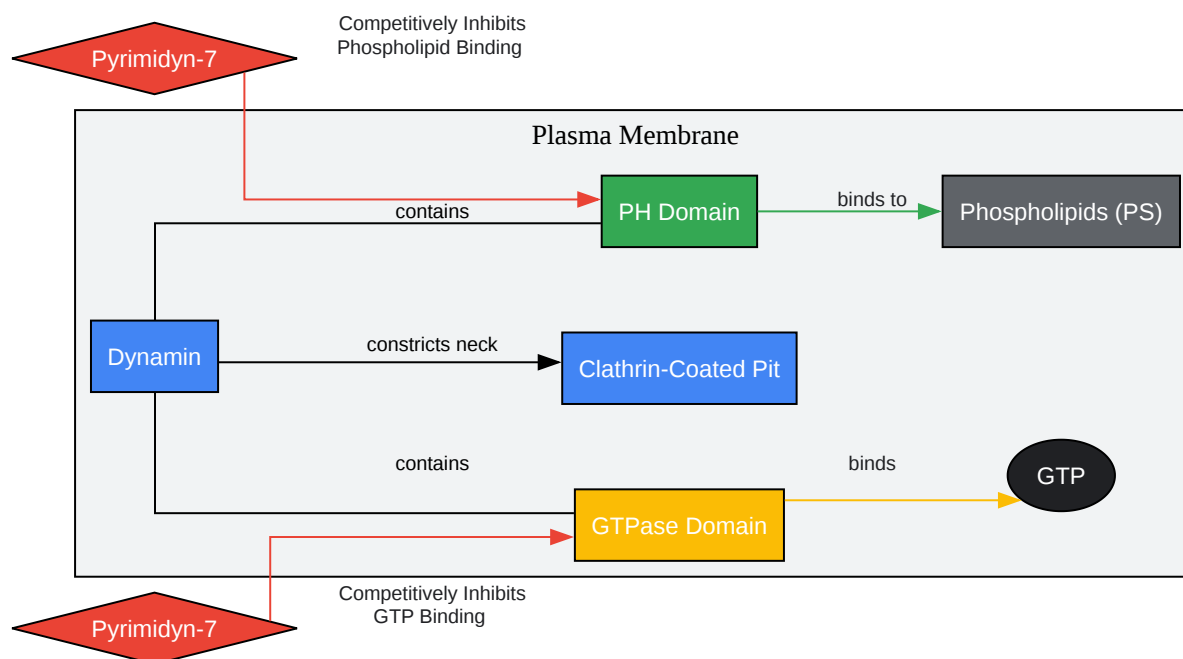 Pyrimidyn-7
Competitively Inhibits
Phospholipid Binding
Plasma Membrane
contains
PH Domain
binds to
Phospholipids (PS)
Dynamin
constricts neck
Clathrin-Coated Pit
contains
GTPase Domain
binds
GTP
Pyrimidyn-7
Competitively Inhibits
GTP Binding